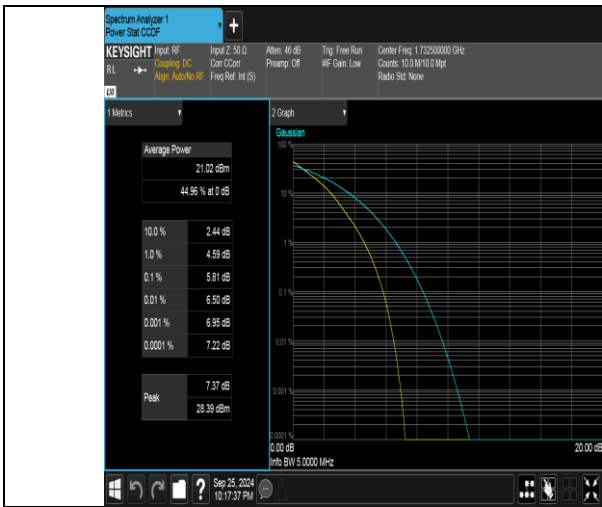 Spectrum Analyzer 1
Power Stat CCDF
KEYSIGHT
Input: RF
Coupling: DC
Align: Auto/No RF
Input Z: 50 Ω
Corr CCorr
Freq Ref: Int (S)
Atten: 46 dB
Preamp: Off
Trig: Free Run
#IF Gain: Low
Center Freq: 1.732500000 GHz
Counts: 10.0 M/10.0 Mpt
Radio Std: None
RL
LXI
1 Metrics
Average Power
21.02 dBm
44.96 % at 0 dB
10.0 % 2.44 dB
1.0 % 4.59 dB
0.1 % 5.81 dB
0.01 % 6.50 dB
0.001 % 6.95 dB
0.0001 % 7.22 dB
Peak
7.37 dB
28.39 dBm
2 Graph
Gaussian
100 %
10 %
1 %
0.1 %
0.01 %
0.001 %
0.0001 %
0.00 dB
20.00 dB
Info BW 5.0000 MHz
?
Sep 25, 2024
10:17:37 PM